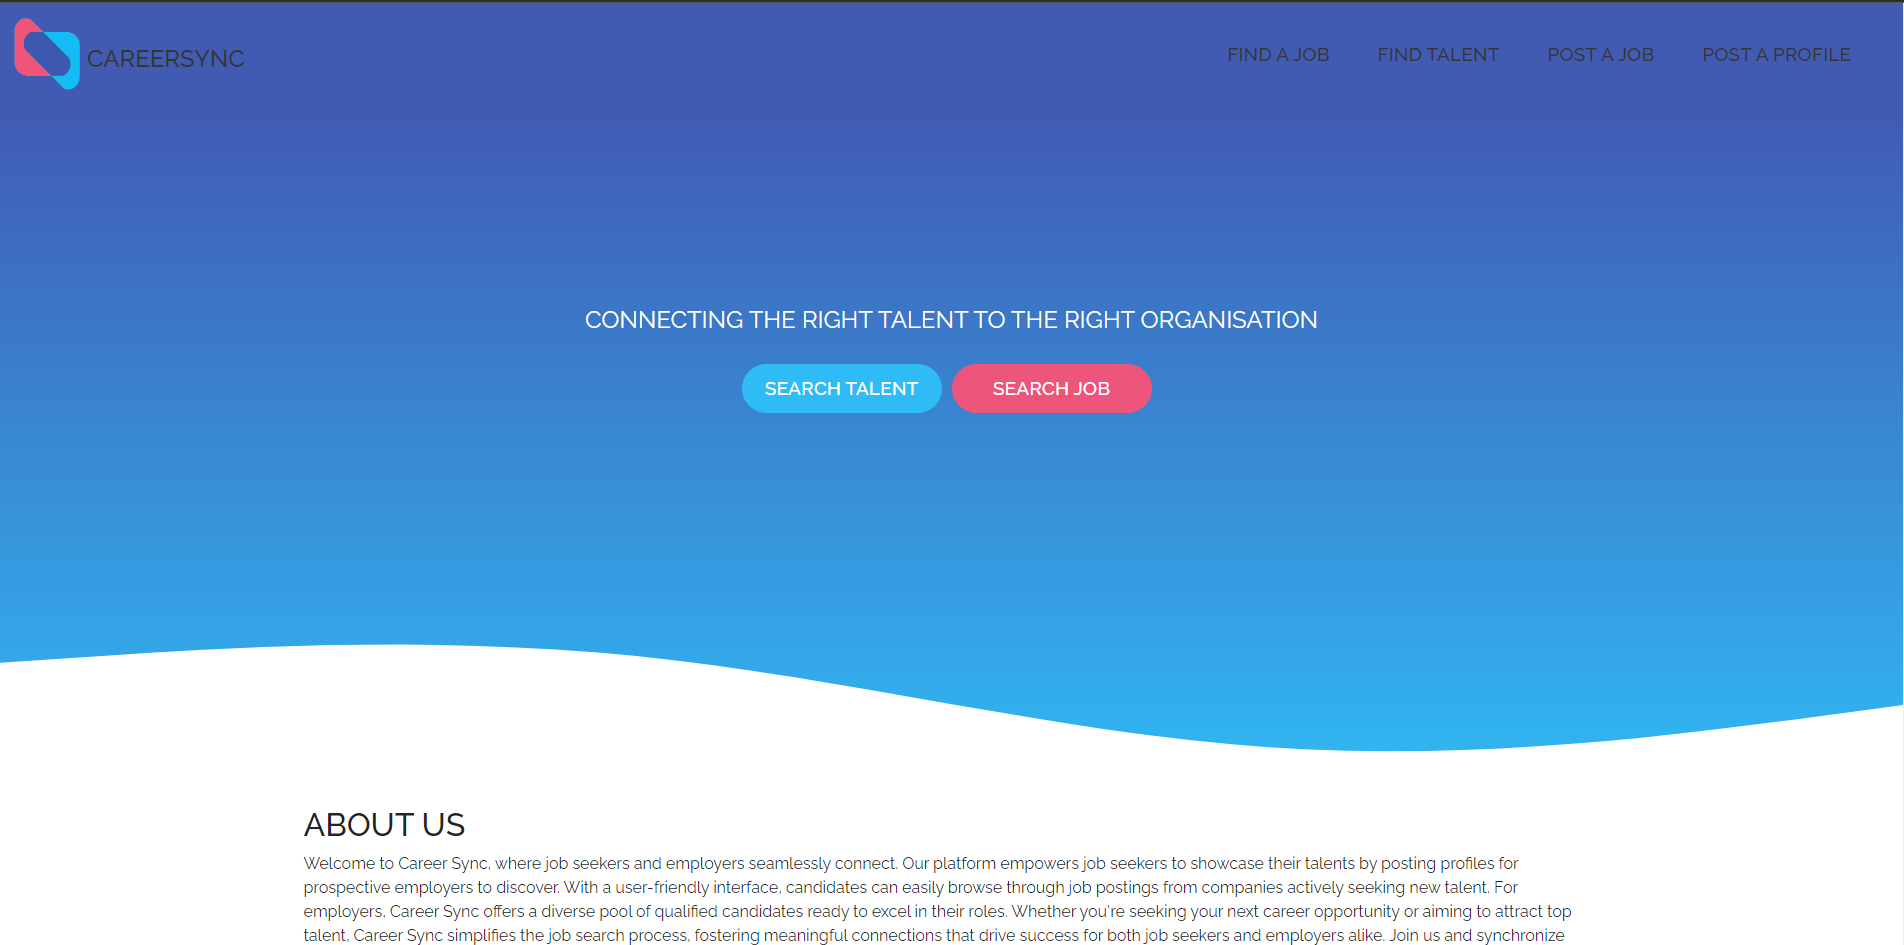 CAREERSYNC
FIND A JOB
FIND TALENT
POST A JOB
POST A PROFILE
CONNECTING THE RIGHT TALENT TO THE RIGHT ORGANISATION
SEARCH TALENT
SEARCH JOB
ABOUT US
Welcome to Career Sync, where job seekers and employers seamlessly connect. Our platform empowers job seekers to showcase their talents by posting profiles for
prospective employers to discover. With a user-friendly interface, candidates can easily browse through job postings from companies actively seeking new talent. For
employers, Career Sync offers a diverse pool of qualified candidates ready to excel in their roles. Whether you're seeking your next career opportunity or aiming to attract top
talent, Career Sync simplifies the job search process, fostering meaningful connections that drive success for both job seekers and employers alike. Join us and synchronize